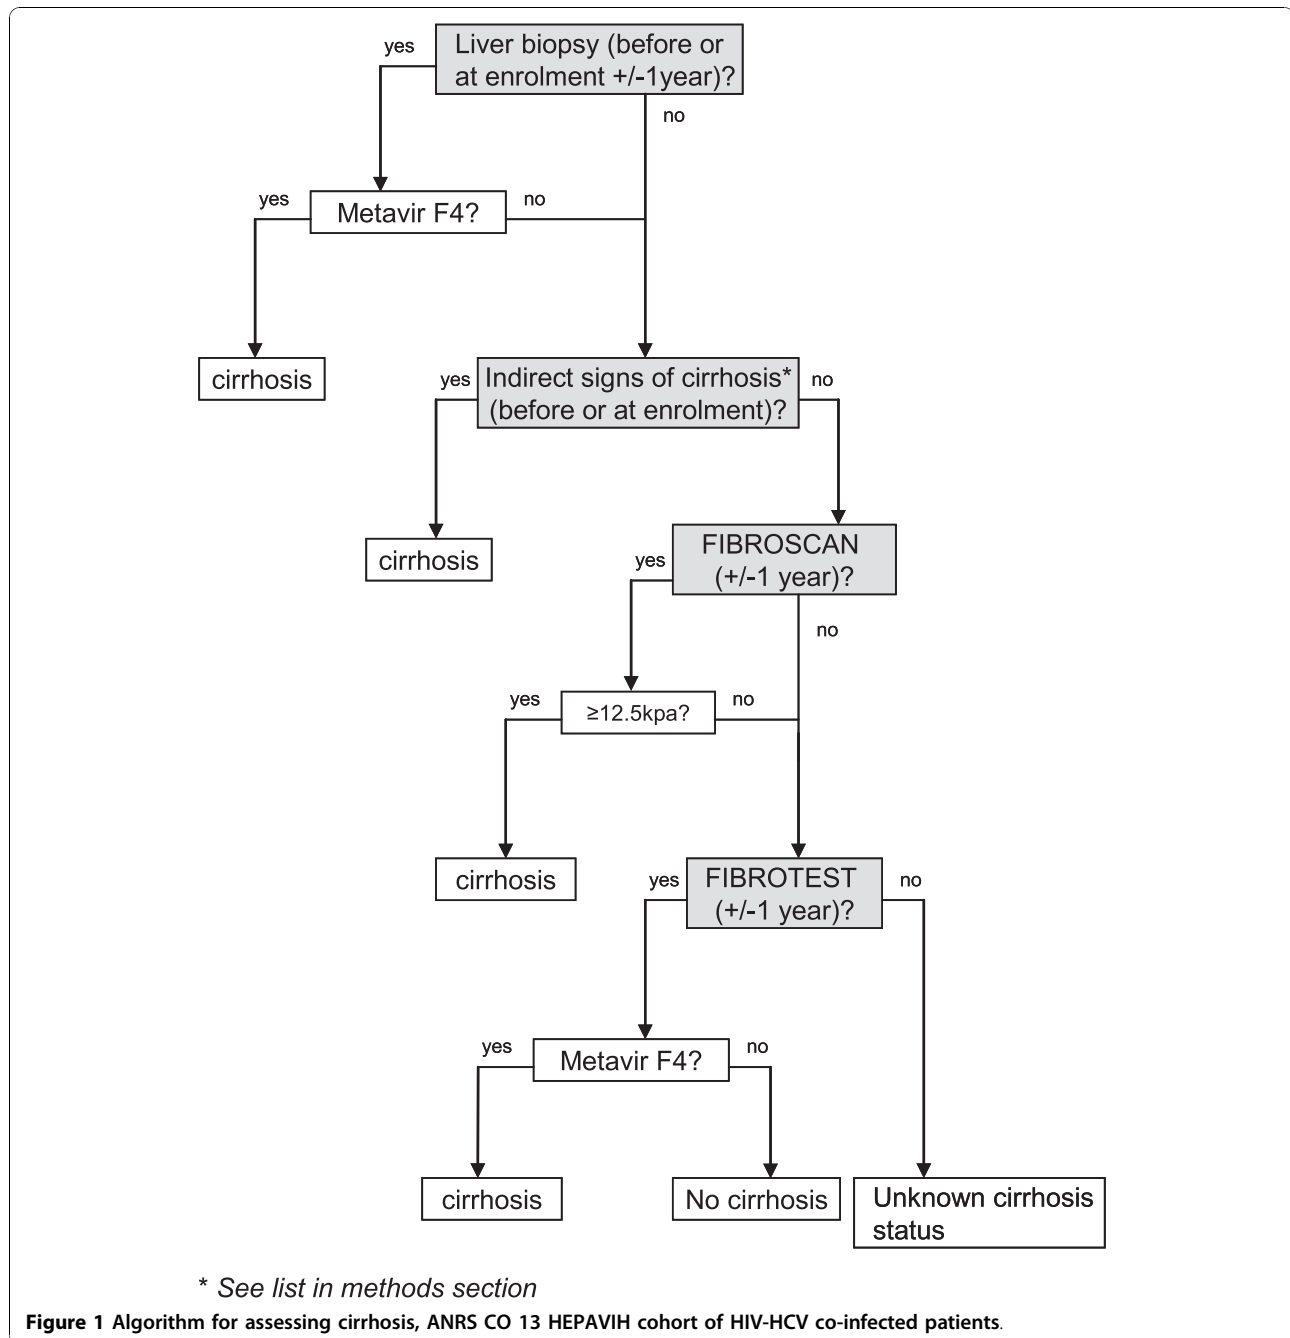 yes
Liver biopsy (before or
at enrolment +/-1year)?
no
yes
Metavir F4?
no
cirrhosis
yes
Indirect signs of cirrhosis*
(before or at enrolment)?
no
cirrhosis
FIBROSCAN
(+/-1 year)?
yes
no
yes
≥12.5kpa?
no
cirrhosis
yes
FIBROTEST
(+/-1 year)?
no
yes
Metavir F4?
no
cirrhosis
No cirrhosis
Unknown cirrhosis
status
* See list in methods section
Figure 1 Algorithm for assessing cirrhosis, ANRS CO 13 HEPAVIH cohort of HIV-HCV co-infected patients.